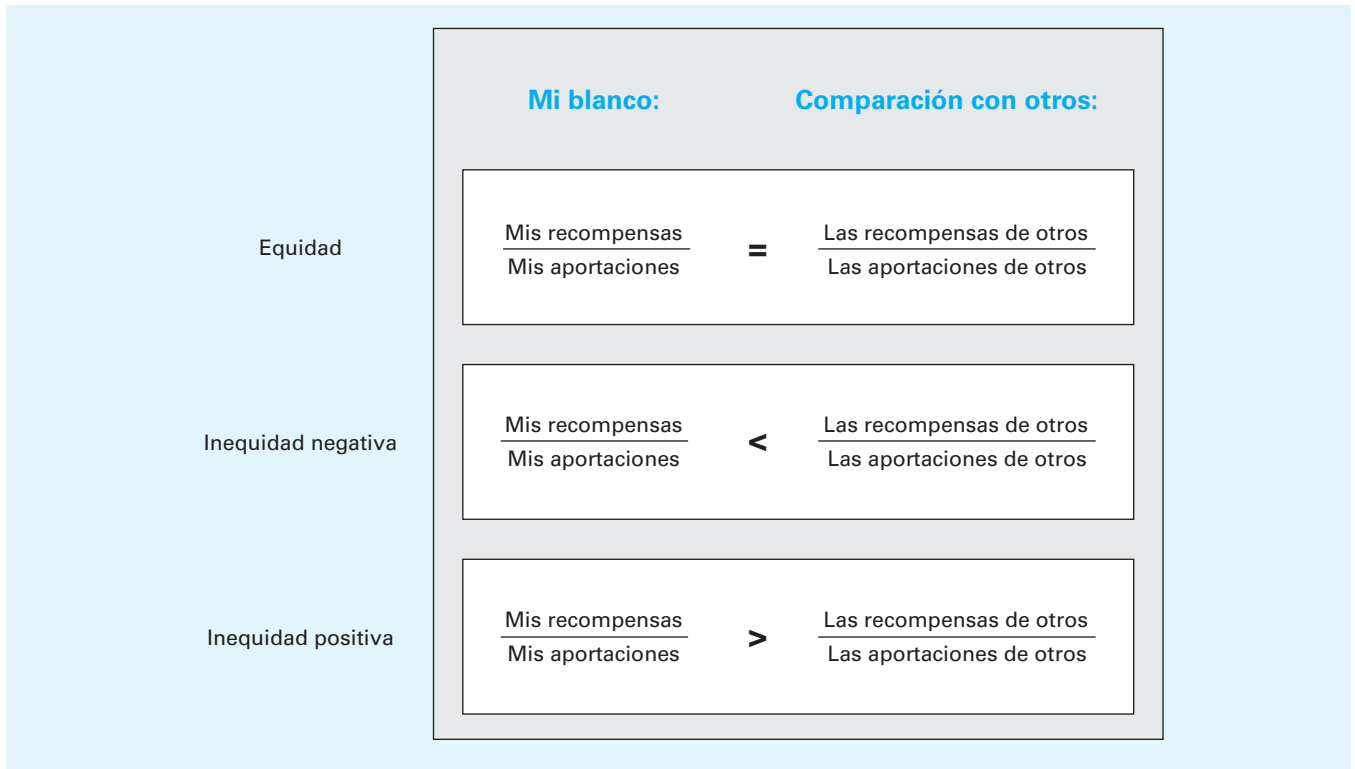 Mi blanco: Comparación con otros:
Equidad
Mis recompensas = Las recompensas de otros
Mis aportaciones Las aportaciones de otros
Inequidad negativa
Mis recompensas < Las recompensas de otros
Mis aportaciones Las aportaciones de otros
Inequidad positiva
Mis recompensas > Las recompensas de otros
Mis aportaciones Las aportaciones de otros